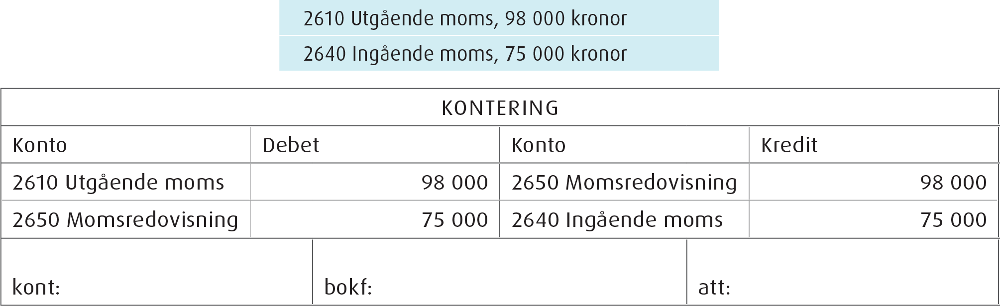 2610 Utgående moms, 98 000 kronor
2640 Ingående moms, 75 000 kronor
KONTERING
Konto Debet Konto Kredit
2610 Utgående moms 98 000 2650 Momsredovisning 98 000
2650 Momsredovisning 75 000 2640 Ingående moms 75 000
kont: bokf: att: